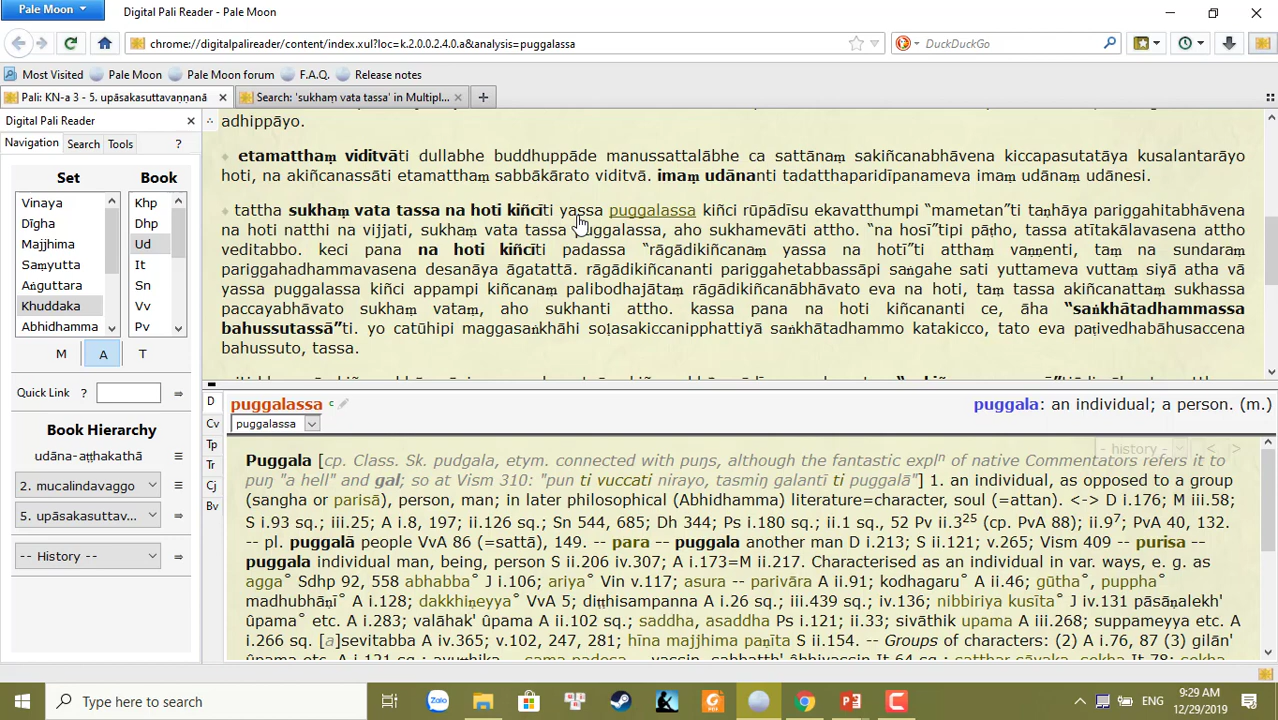 Pale Moon
Digital Pali Reader - Pale Moon
chrome://digitalpalireader/content/index.xul?loc=k.2.0.0.2.4.0.a&analysis=puggalassa
DuckDuckGo
Most Visited
Pale Moon
Pale Moon forum
F.A.Q.
Release notes
Pali: KN-a 3 - 5. upāsakasuttavaṇṇanā
Search: 'sukhaṃ vata tassa' in Multipl...
Digital Pali Reader
Navigation
Search
Tools
?
Set
Book
Vinaya
Dīgha
Majjhima
Saṃyutta
Aṅguttara
Khuddaka
Abhidhamma
Khp
Dhp
Ud
It
Sn
Vv
Pv
M
A
T
Quick Link ?
Book Hierarchy
udāna-aṭṭhakathā
2. mucalindavaggo
5. upāsakasuttav...
-- History --
adhippāyo.
etamatthaṃ viditvāti dullabhe buddhuppāde manussattalābhe ca sattānaṃ sakiñcanabhāvena kiccapasutatāya kusalantarāyo
hoti, na akiñcanassāti etamatthaṃ sabbākārato viditvā. imaṃ udānanti tadatthaparidīpanameva imaṃ udānaṃ udānesi.
tattha sukhaṃ vata tassa na hoti kiñcīti yassa puggalassa kiñci rūpādīsu ekavatthumpi “mametan”ti taṇhāya pariggahitabhāvena
na hoti natthi na vijjati, sukhaṃ vata tassa puggalassa, aho sukhamevāti attho. “na hosī”tipi pāṭho, tassa atītakālavasena attho
veditabbo. keci pana na hoti kiñcīti padassa “rāgādikiñcanaṃ yassa na hotī”ti atthaṃ vaṇṇenti, taṃ na sundaraṃ
pariggahadhammavasena desanāya āgatattā. rāgādikiñcananti pariggahetabbassāpi saṅgahe sati yuttameva vuttaṃ siyā atha vā
yassa puggalassa kiñci appampi kiñcanaṃ palibodhajātaṃ rāgādikiñcanābhāvato eva na hoti, taṃ tassa akiñcanattaṃ sukhassa
paccayabhāvato sukhaṃ vataṃ, aho sukhanti attho. kassa pana na hoti kiñcananti ce, āha “saṅkhātadhammassa
bahussutassā”ti. yo catūhipi maggasaṅkhāhi soḷasakiccanipphattiyā saṅkhātadhammo katakicco, tato eva paṭivedhabāhusaccena
bahussuto, tassa.
D
Cv
Tp
Tr
Cj
Bv
puggalassa c
puggala: an individual; a person. (m.)
puggalassa
- history -
< >
Puggala [cp. Class. Sk. pudgala, etym. connected with puŋs, although the fantastic explⁿ of native Commentators refers it to
puŋ "a hell" and gal; so at Vism 310: "pun ti vuccati nirayo, tasmiŋ galantī ti puggalā"] 1. an individual, as opposed to a group
(sangha or parisā), person, man; in later philosophical (Abhidhamma) literature=character, soul (=attan). <-> D i.176; M iii.58;
S i.93 sq.; iii.25; A i.8, 197; ii.126 sq.; Sn 544, 685; Dh 344; Ps i.180 sq.; ii.1 sq., 52 Pv ii.3²⁵ (cp. PvA 88); ii.9⁷; PvA 40, 132.
-- pl. puggalā people VvA 86 (=sattā), 149. -- para -- puggala another man D i.213; S ii.121; v.265; Vism 409 -- purisa --
puggala individual man, being, person S ii.206 iv.307; A i.173=M ii.217. Characterised as an individual in var. ways, e. g. as
agga° Sdhp 92, 558 abhabba° J i.106; ariya° Vin v.117; asura -- parivāra A ii.91; kodhagaru° A ii.46; gūtha°, puppha°
madhubhāṇī° A i.128; dakkhiṇeyya° VvA 5; diṭṭhisampanna A i.26 sq.; iii.439 sq.; iv.136; nibbiriya kusīta° J iv.131 pāsāṇalekh'
ûpama° etc. A i.283; valāhak' ûpama A ii.102 sq.; saddha, asaddha Ps i.121; ii.33; sivāthik upama A iii.268; suppameyya etc. A
i.266 sq. [a]sevitabba A iv.365; v.102, 247, 281; hīna majjhima paṇīta S ii.154. -- Groups of characters: (2) A i.76, 87 (3) gilān'
Type here to search
ENG
9:29 AM
12/29/2019